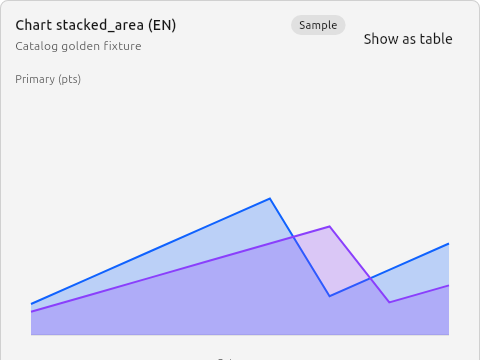 Chart stacked_area (EN)
Sample
Show as table
Catalog golden fixture
Primary (pts)